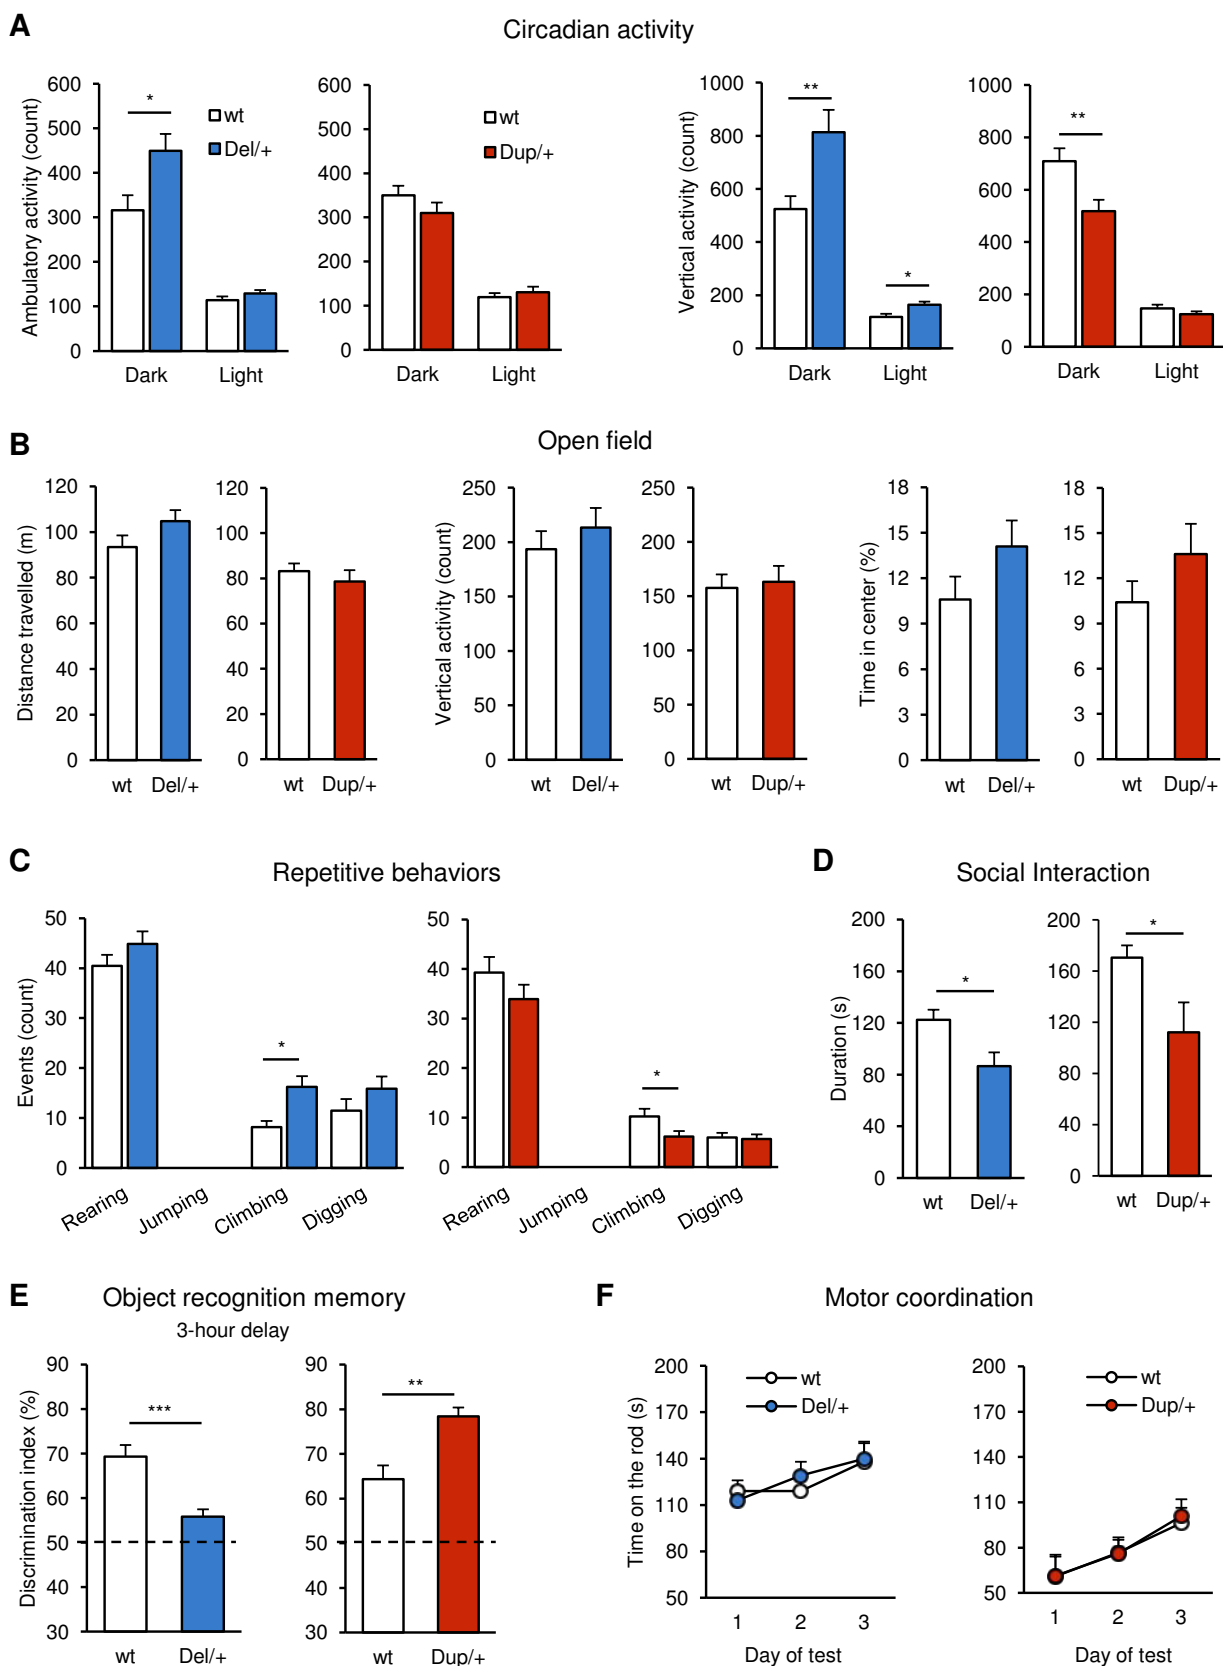 A
Circadian activity
Ambulatory activity (count)
600
500
400
300
200
100
0
*
wt
Del/+
Dark
Light
600
500
400
300
200
100
0
wt
Dup/+
Dark
Light
Vertical activity (count)
1000
800
600
400
200
0
**
*
Dark
Light
1000
800
600
400
200
0
**
Dark
Light
B
Open field
Distance travelled (m)
120
100
80
60
40
20
0
wt
Del/+
120
100
80
60
40
20
0
wt
Dup/+
Vertical activity (count)
250
200
150
100
50
0
wt
Del/+
250
200
150
100
50
0
wt
Dup/+
Time in center (%)
18
15
12
9
6
3
0
wt
Del/+
18
15
12
9
6
3
0
wt
Dup/+
C
Repetitive behaviors
Events (count)
50
40
30
20
10
0
*
Rearing
Jumping
Climbing
Digging
50
40
30
20
10
0
*
Rearing
Jumping
Climbing
Digging
D
Social Interaction
Duration (s)
200
160
120
80
40
0
*
wt
Del/+
200
160
120
80
40
0
*
wt
Dup/+
E
Object recognition memory
3-hour delay
Discrimination index (%)
90
80
70
60
50
40
30
***
wt
Del/+
90
80
70
60
50
40
30
**
wt
Dup/+
F
Motor coordination
Time on the rod (s)
200
170
140
110
80
50
wt
Del/+
1
2
3
Day of test
200
170
140
110
80
50
wt
Dup/+
1
2
3
Day of test